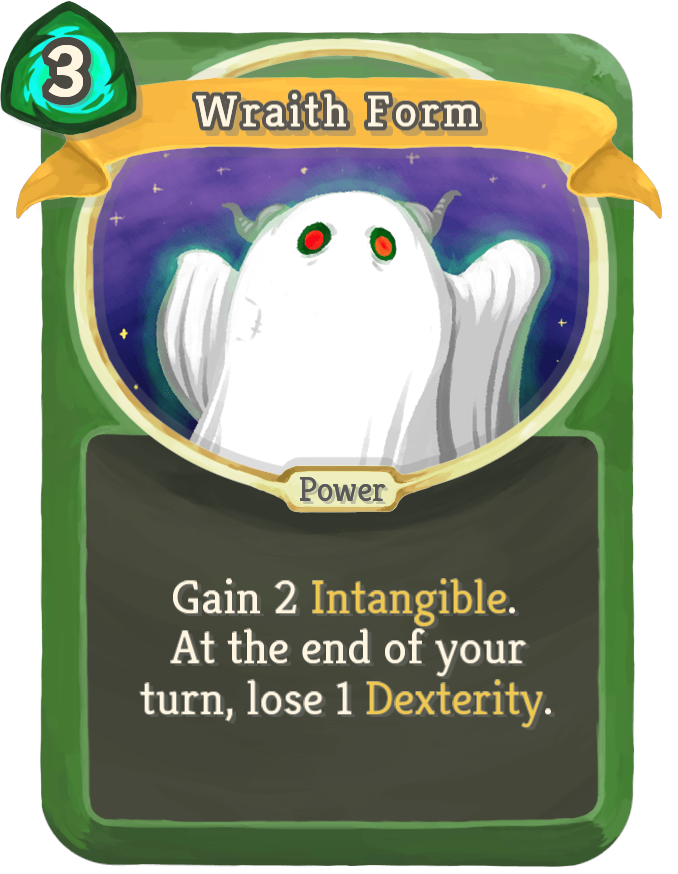 3
Wraith Form
Power
Gain 2 Intangible.
At the end of your
turn, lose 1 Dexterity.